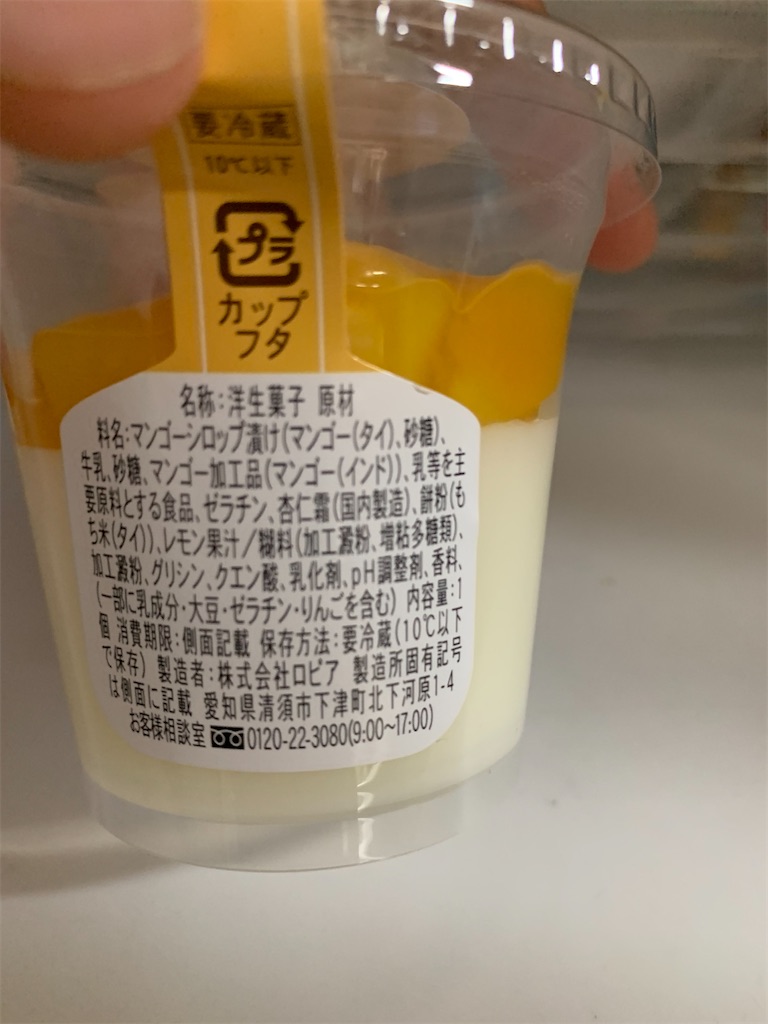 要冷蔵
10℃以下
プラ
カップ
フタ
名称:洋生菓子 原材
料名:マンゴーシロップ漬け(マンゴー(タイ)、砂糖)、
牛乳、砂糖、マンゴー加工品(マンゴー(インド))、乳等を主
要原料とする食品、ゼラチン、杏仁霜(国内製造)、餅粉(も
ち米(タイ))、レモン果汁/糊料(加工澱粉、増粘多糖類)、
加工澱粉、グリシン、クエン酸、乳化剤、pH調整剤、香料、
(一部に乳成分・大豆・ゼラチン・りんごを含む) 内容量:1
個 消費期限:側面記載 保存方法:要冷蔵(10℃以下
で保存) 製造者:株式会社ロピア 製造所固有記号
は側面に記載 愛知県清須市下津町北下河原1-4
お客様相談室 0120-22-3080(9:00~17:00)